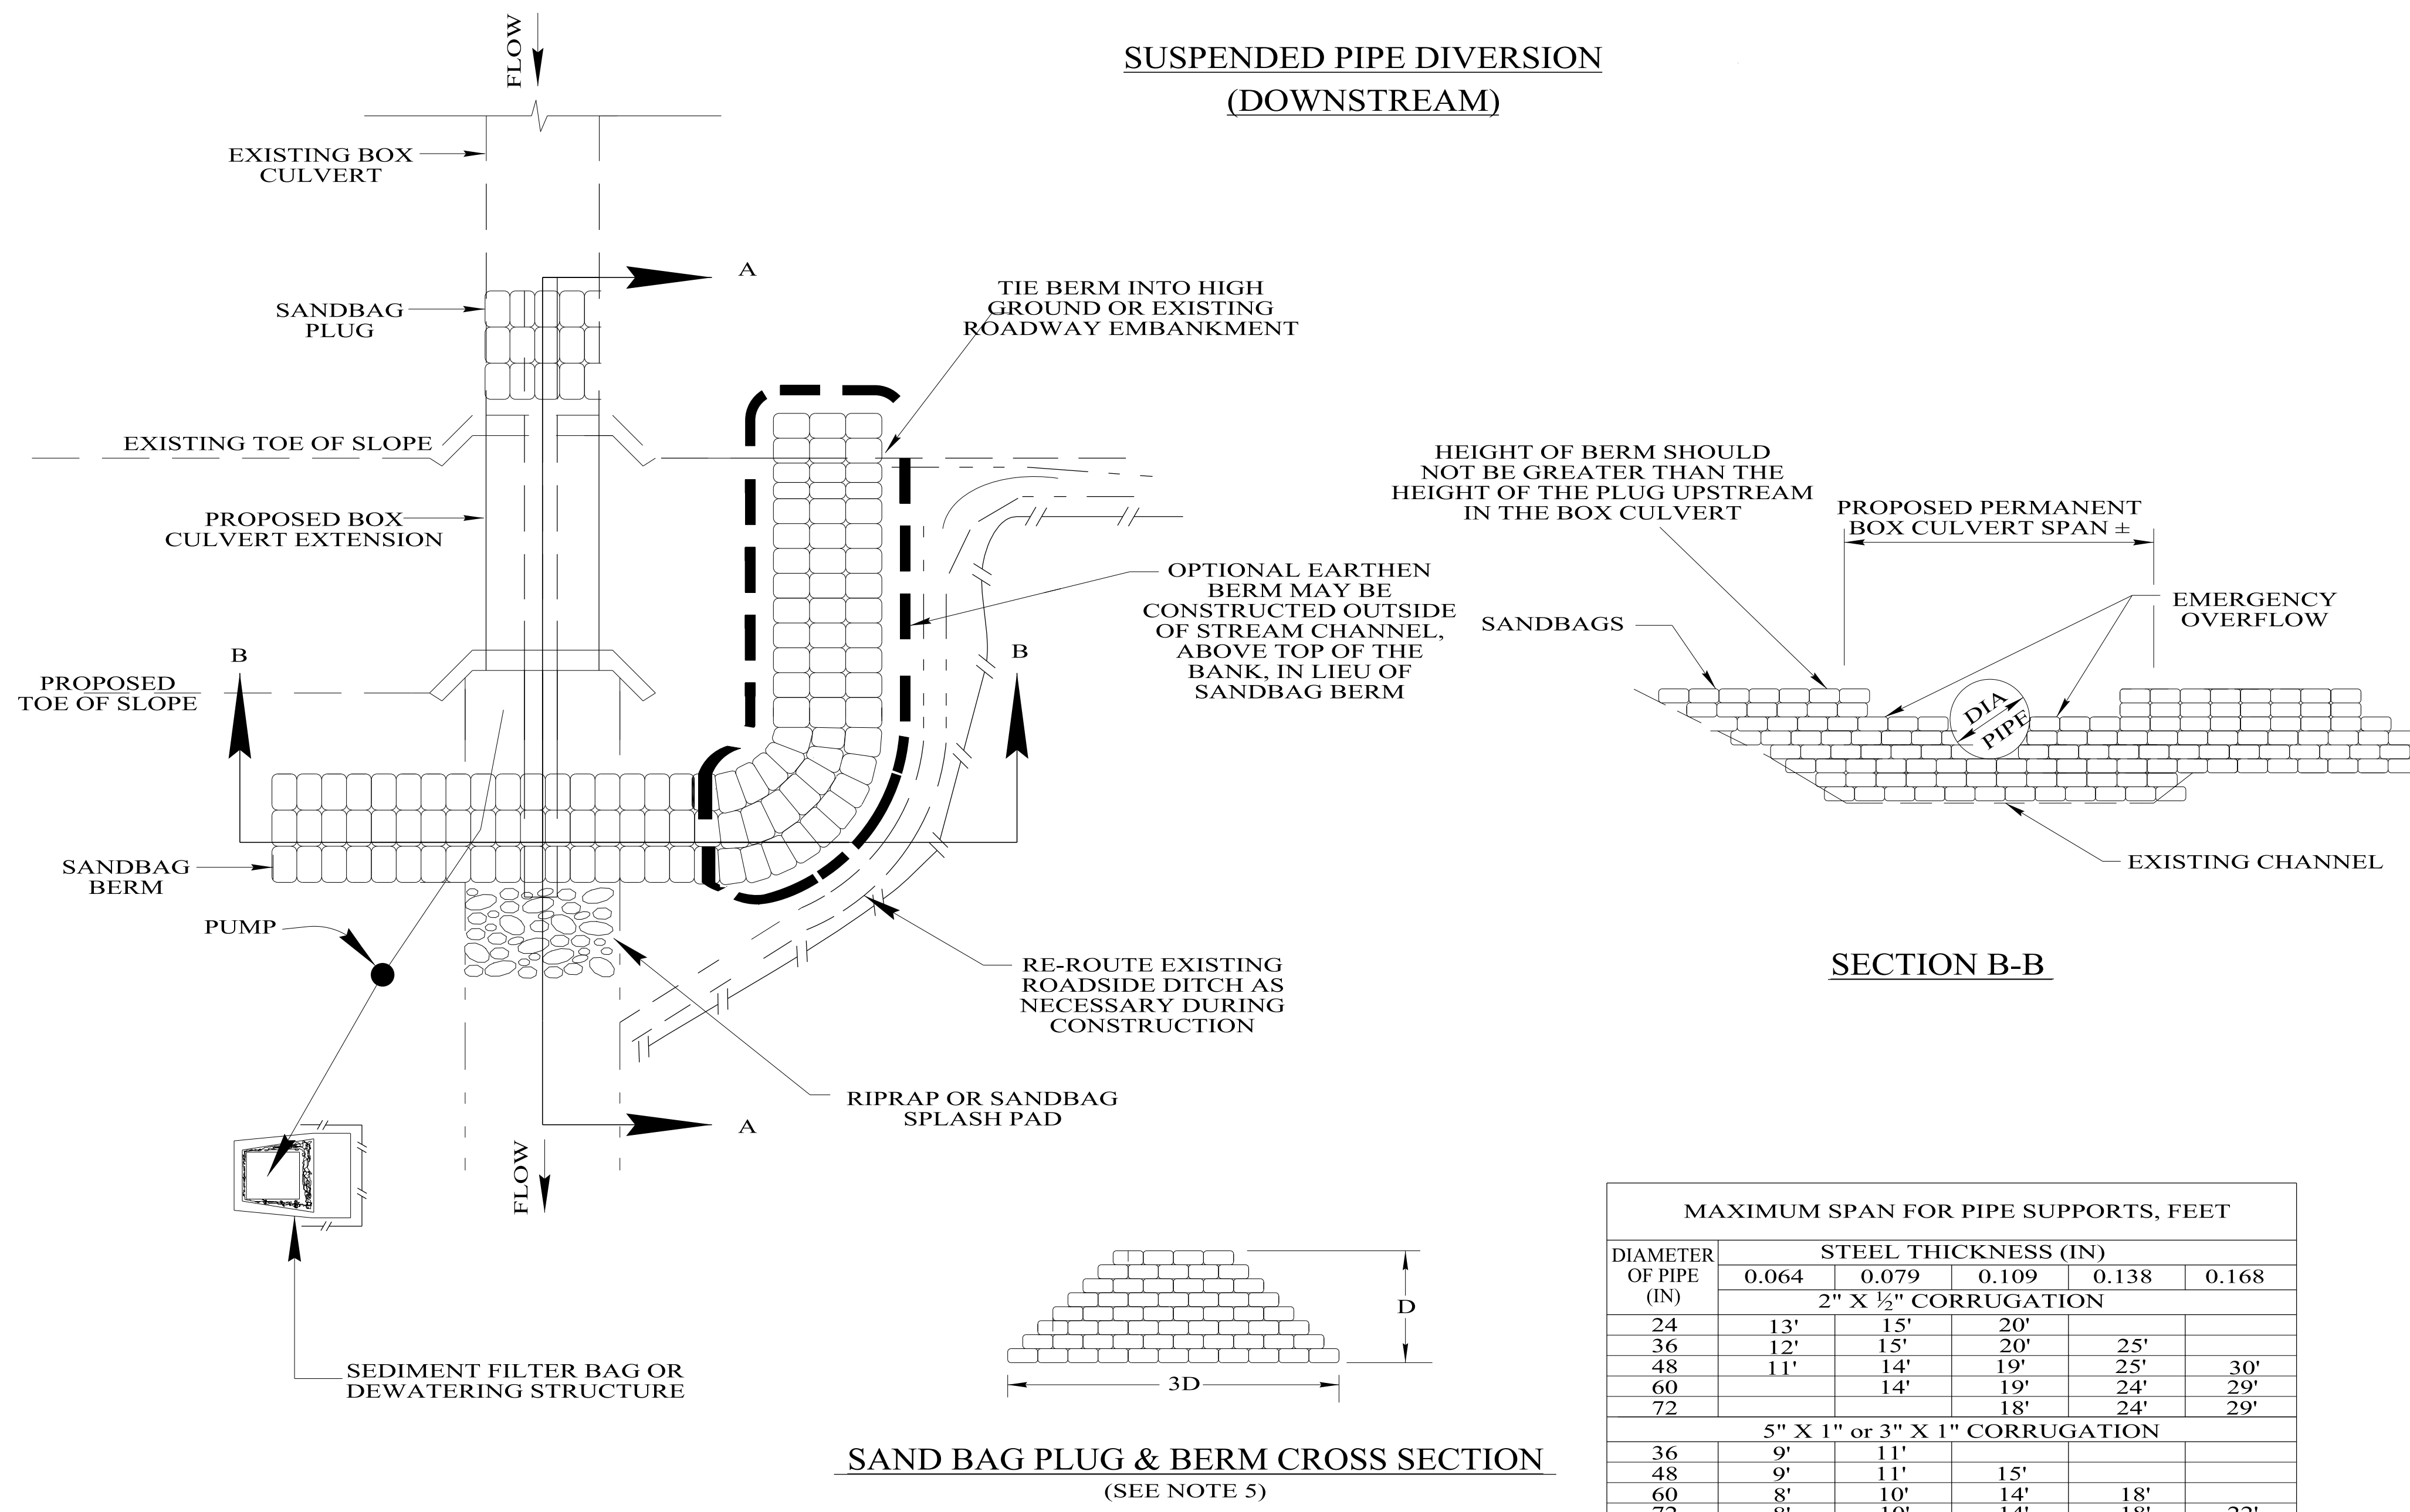 SUSPENDED PIPE DIVERSION
(DOWNSTREAM)
FLOW
EXISTING BOX
CULVERT
A
SANDBAG
PLUG
TIE BERM INTO HIGH
GROUND OR EXISTING
ROADWAY EMBANKMENT
EXISTING TOE OF SLOPE
PROPOSED BOX
CULVERT EXTENSION
OPTIONAL EARTHEN
BERM MAY BE
CONSTRUCTED OUTSIDE
OF STREAM CHANNEL,
ABOVE TOP OF THE
BANK, IN LIEU OF
SANDBAG BERM
B
B
PROPOSED
TOE OF SLOPE
SANDBAG
BERM
PUMP
RE-ROUTE EXISTING
ROADSIDE DITCH AS
NECESSARY DURING
CONSTRUCTION
RIPRAP OR SANDBAG
SPLASH PAD
A
FLOW
SEDIMENT FILTER BAG OR
DEWATERING STRUCTURE
HEIGHT OF BERM SHOULD
NOT BE GREATER THAN THE
HEIGHT OF THE PLUG UPSTREAM
IN THE BOX CULVERT
PROPOSED PERMANENT
BOX CULVERT SPAN ±
SANDBAGS
EMERGENCY
OVERFLOW
DIA
PIPE
EXISTING CHANNEL
SECTION B-B
D
3D
SAND BAG PLUG & BERM CROSS SECTION
(SEE NOTE 5)
MAXIMUM SPAN FOR PIPE SUPPORTS, FEET
DIAMETER
OF PIPE
(IN)
STEEL THICKNESS (IN)
0.064 0.079 0.109 0.138 0.168
2" X ½" CORRUGATION
24 13' 15' 20'
36 12' 15' 20' 25'
48 11' 14' 19' 25' 30'
60 14' 19' 24' 29'
72 18' 24' 29'
5" X 1" or 3" X 1" CORRUGATION
36 9' 11'
48 9' 11' 15'
60 8' 10' 14' 18'